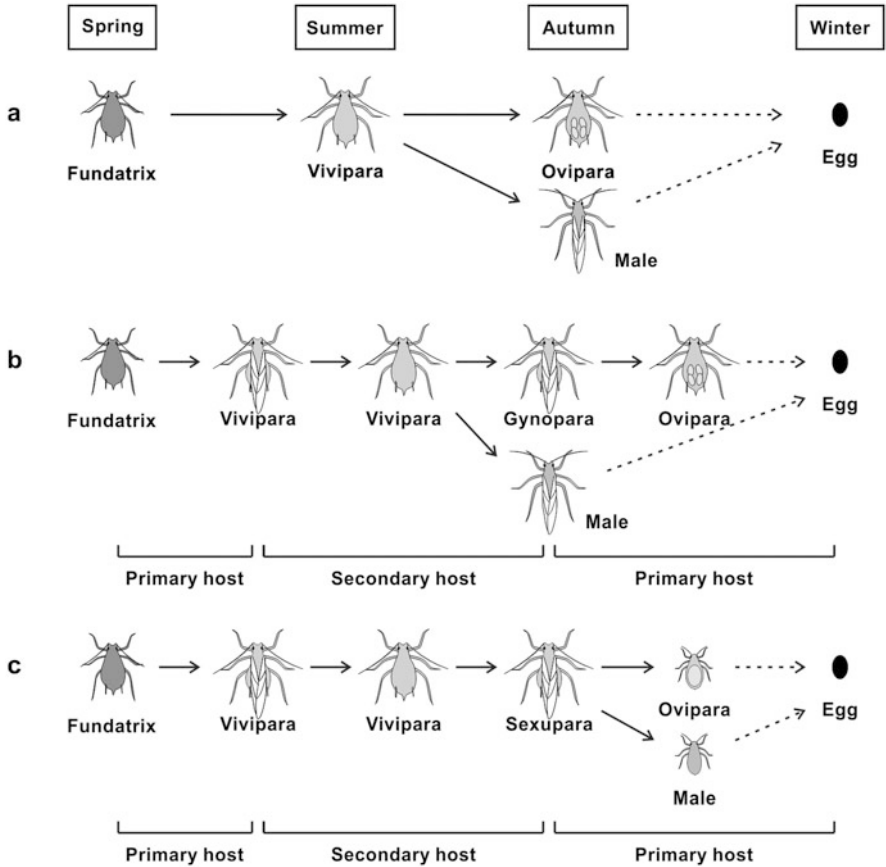 Spring Summer Autumn Winter
a
Fundatrix Vivipara Ovipara Egg
Male
b
Fundatrix Vivipara Vivipara Gynopara Ovipara Egg
Male
Primary host Secondary host Primary host
c
Fundatrix Vivipara Vivipara Sexupara Ovipara Egg
Male
Primary host Secondary host Primary host